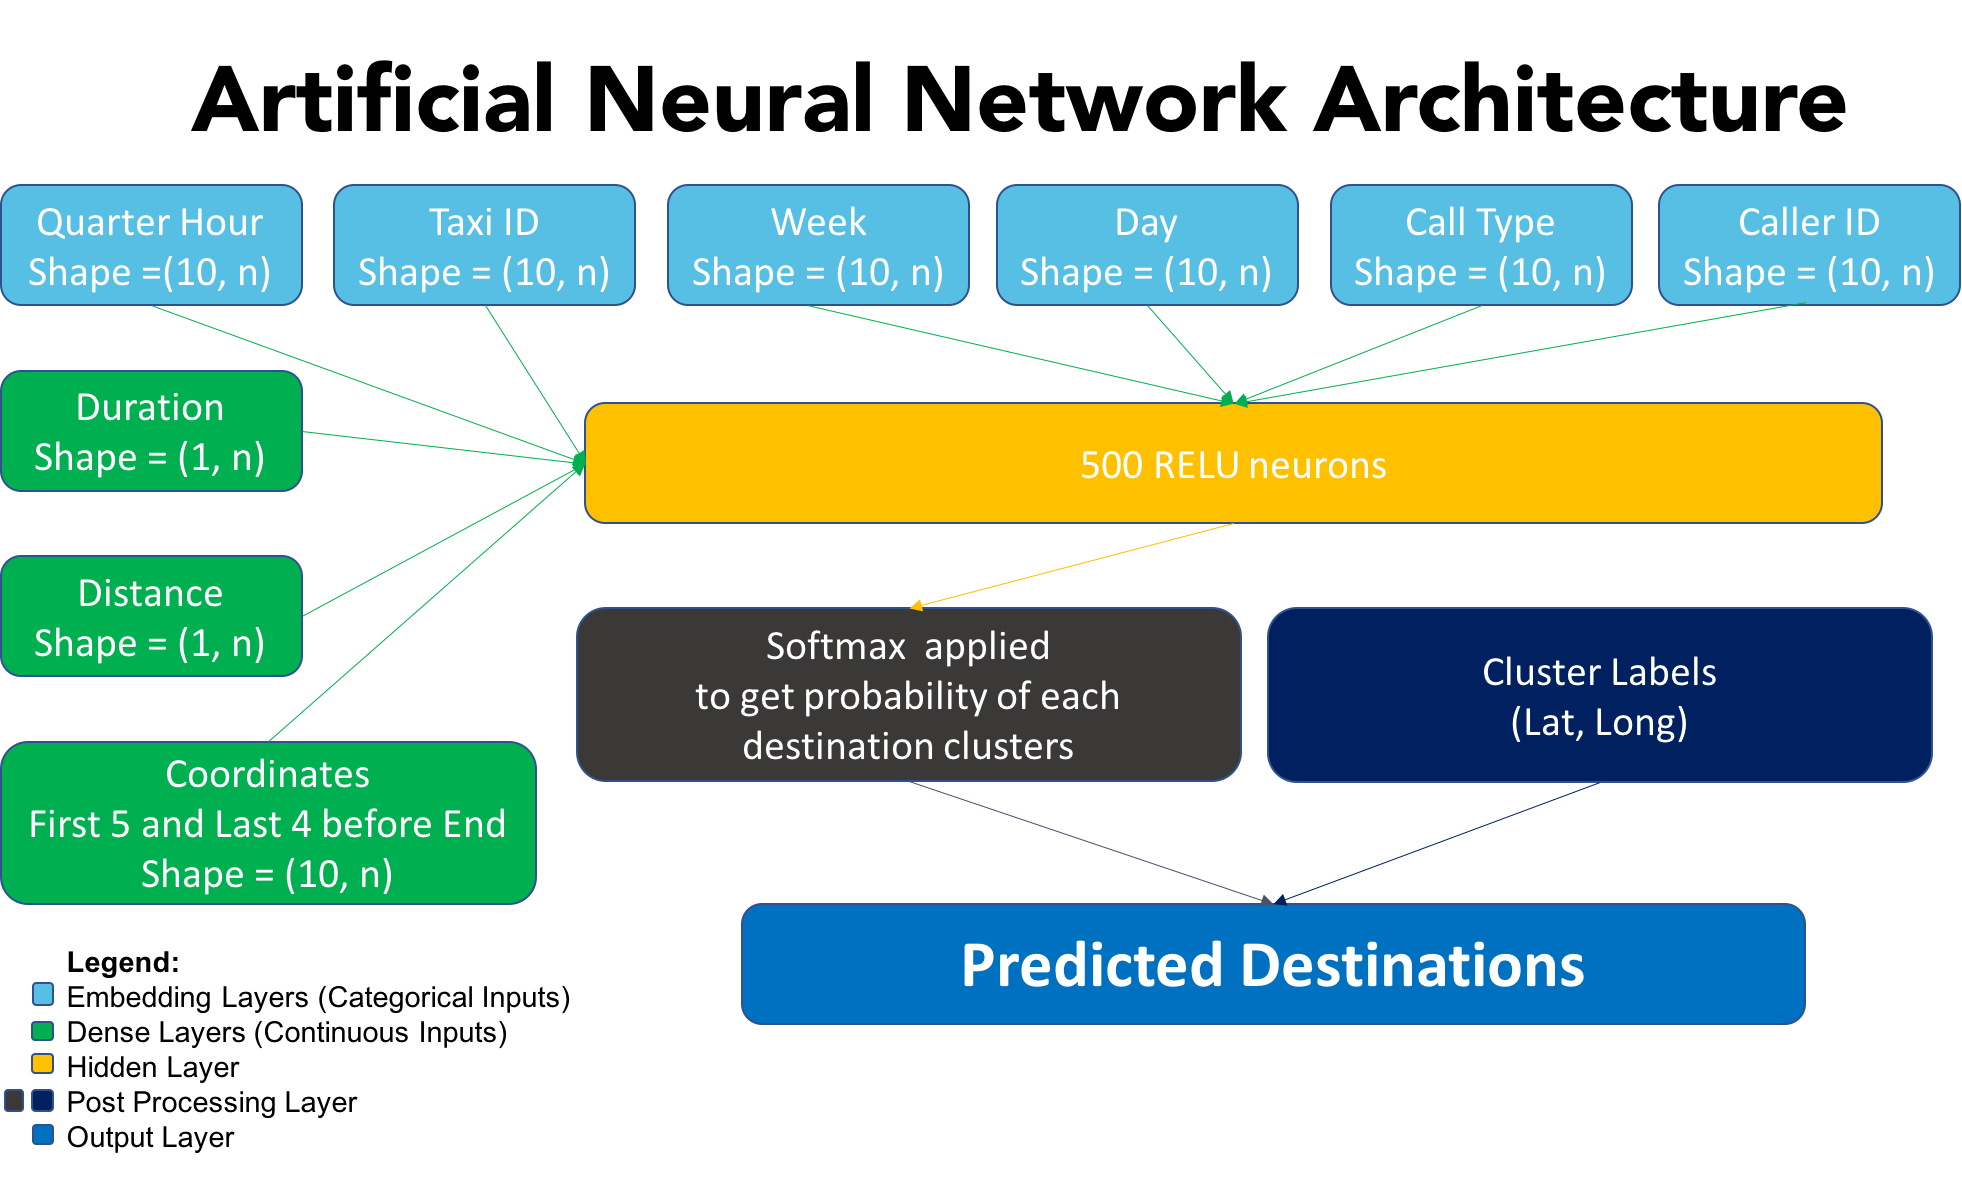 Artificial Neural Network Architecture
Quarter Hour
Shape =(10, n)
Taxi ID
Shape = (10, n)
Week
Shape = (10, n)
Day
Shape = (10, n)
Call Type
Shape = (10, n)
Caller ID
Shape = (10, n)
Duration
Shape = (1, n)
500 RELU neurons
Distance
Shape = (1, n)
Softmax  applied
to get probability of each
destination clusters
Cluster Labels
(Lat, Long)
Coordinates
First 5 and Last 4 before End
Shape = (10, n)
Predicted Destinations
Legend:
Embedding Layers (Categorical Inputs)
Dense Layers (Continuous Inputs)
Hidden Layer
Post Processing Layer
Output Layer